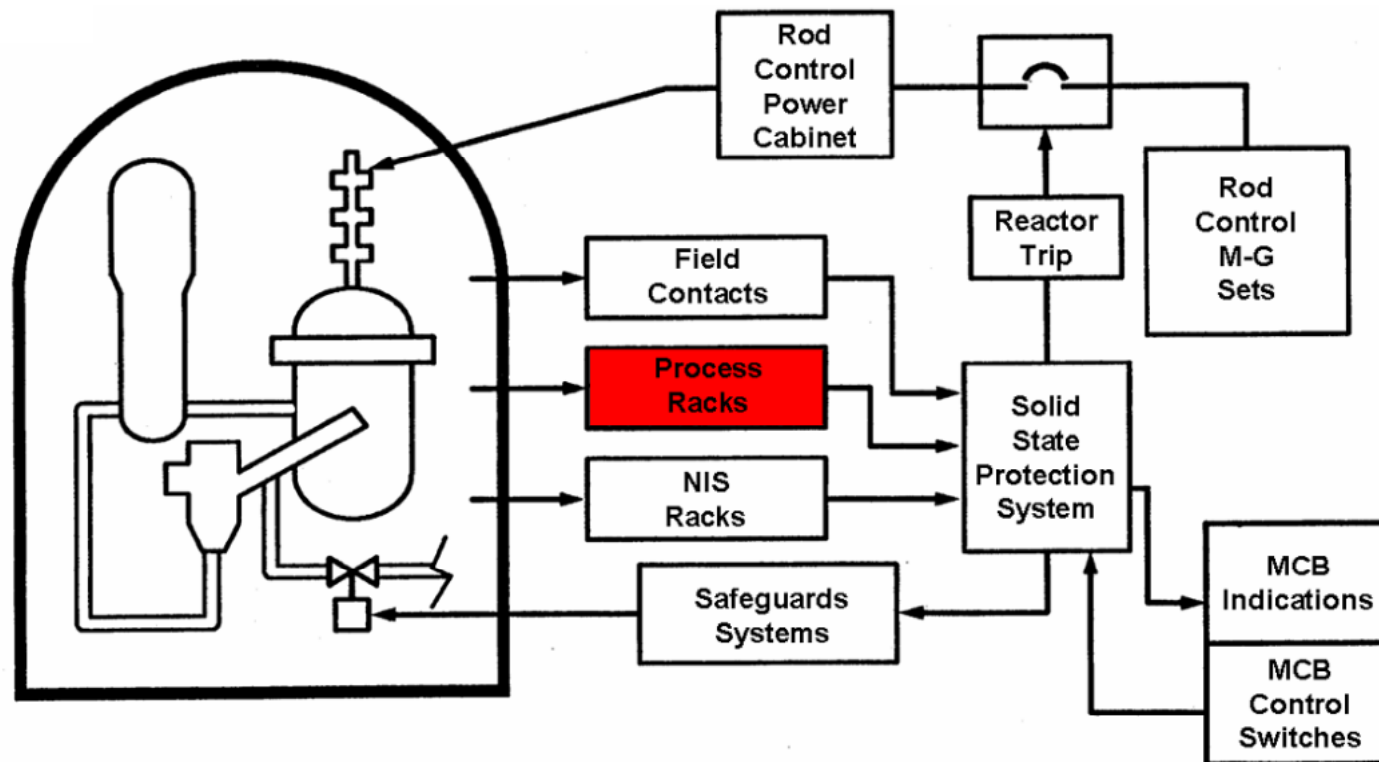 Rod
Control
Power
Cabinet
Rod
Control
M-G
Sets
Reactor
Trip
Field
Contacts
Process
Racks
NIS
Racks
Solid
State
Protection
System
Safeguards
Systems
MCB
Indications
MCB
Control
Switches